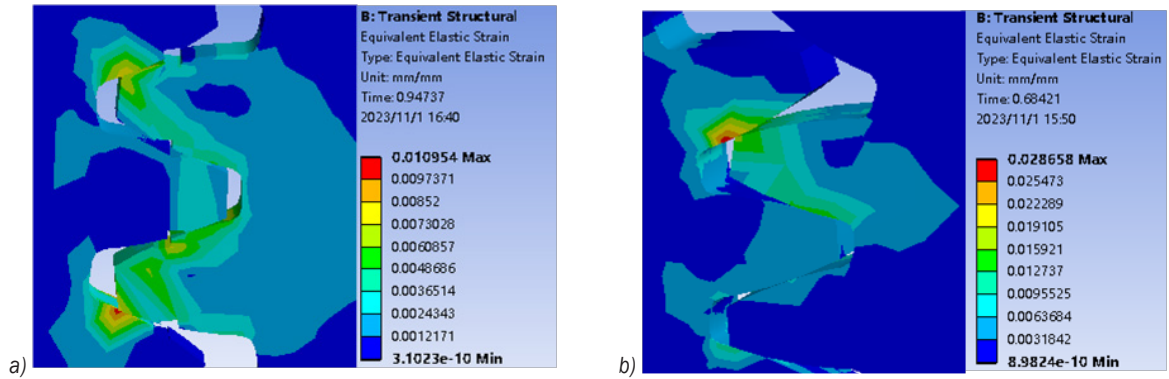 B: Transient Structural
Equivalent Elastic Strain
Type: Equivalent Elastic Strain
Unit: mm/mm
Time: 0.94737
2023/11/1 16:40
0.010954 Max
0.0097371
0.00852
0.0073028
0.0060857
0.0048686
0.0036514
0.0024343
0.0012171
3.1023e-10 Min
a)
B: Transient Structural
Equivalent Elastic Strain
Type: Equivalent Elastic Strain
Unit: mm/mm
Time: 0.68421
2023/11/1 15:50
0.028658 Max
0.025473
0.022289
0.019105
0.015921
0.012737
0.0095525
0.0063684
0.0031842
8.9824e-10 Min
b)